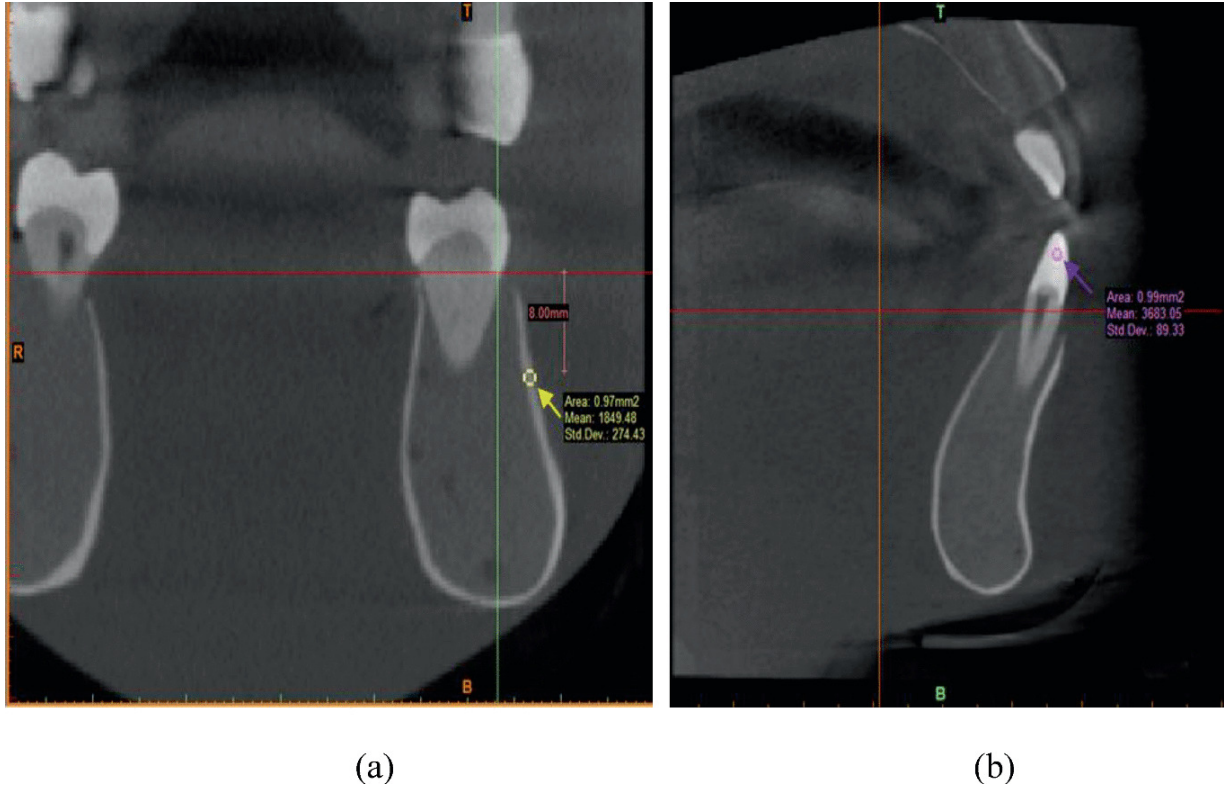 T
R
8.00mm
Area: 0.97mm2
Mean: 1849.48
Std.Dev.: 274.43
B
T
Area: 0.99mm2
Mean: 3683.05
Std.Dev.: 89.33
B
(a)
(b)